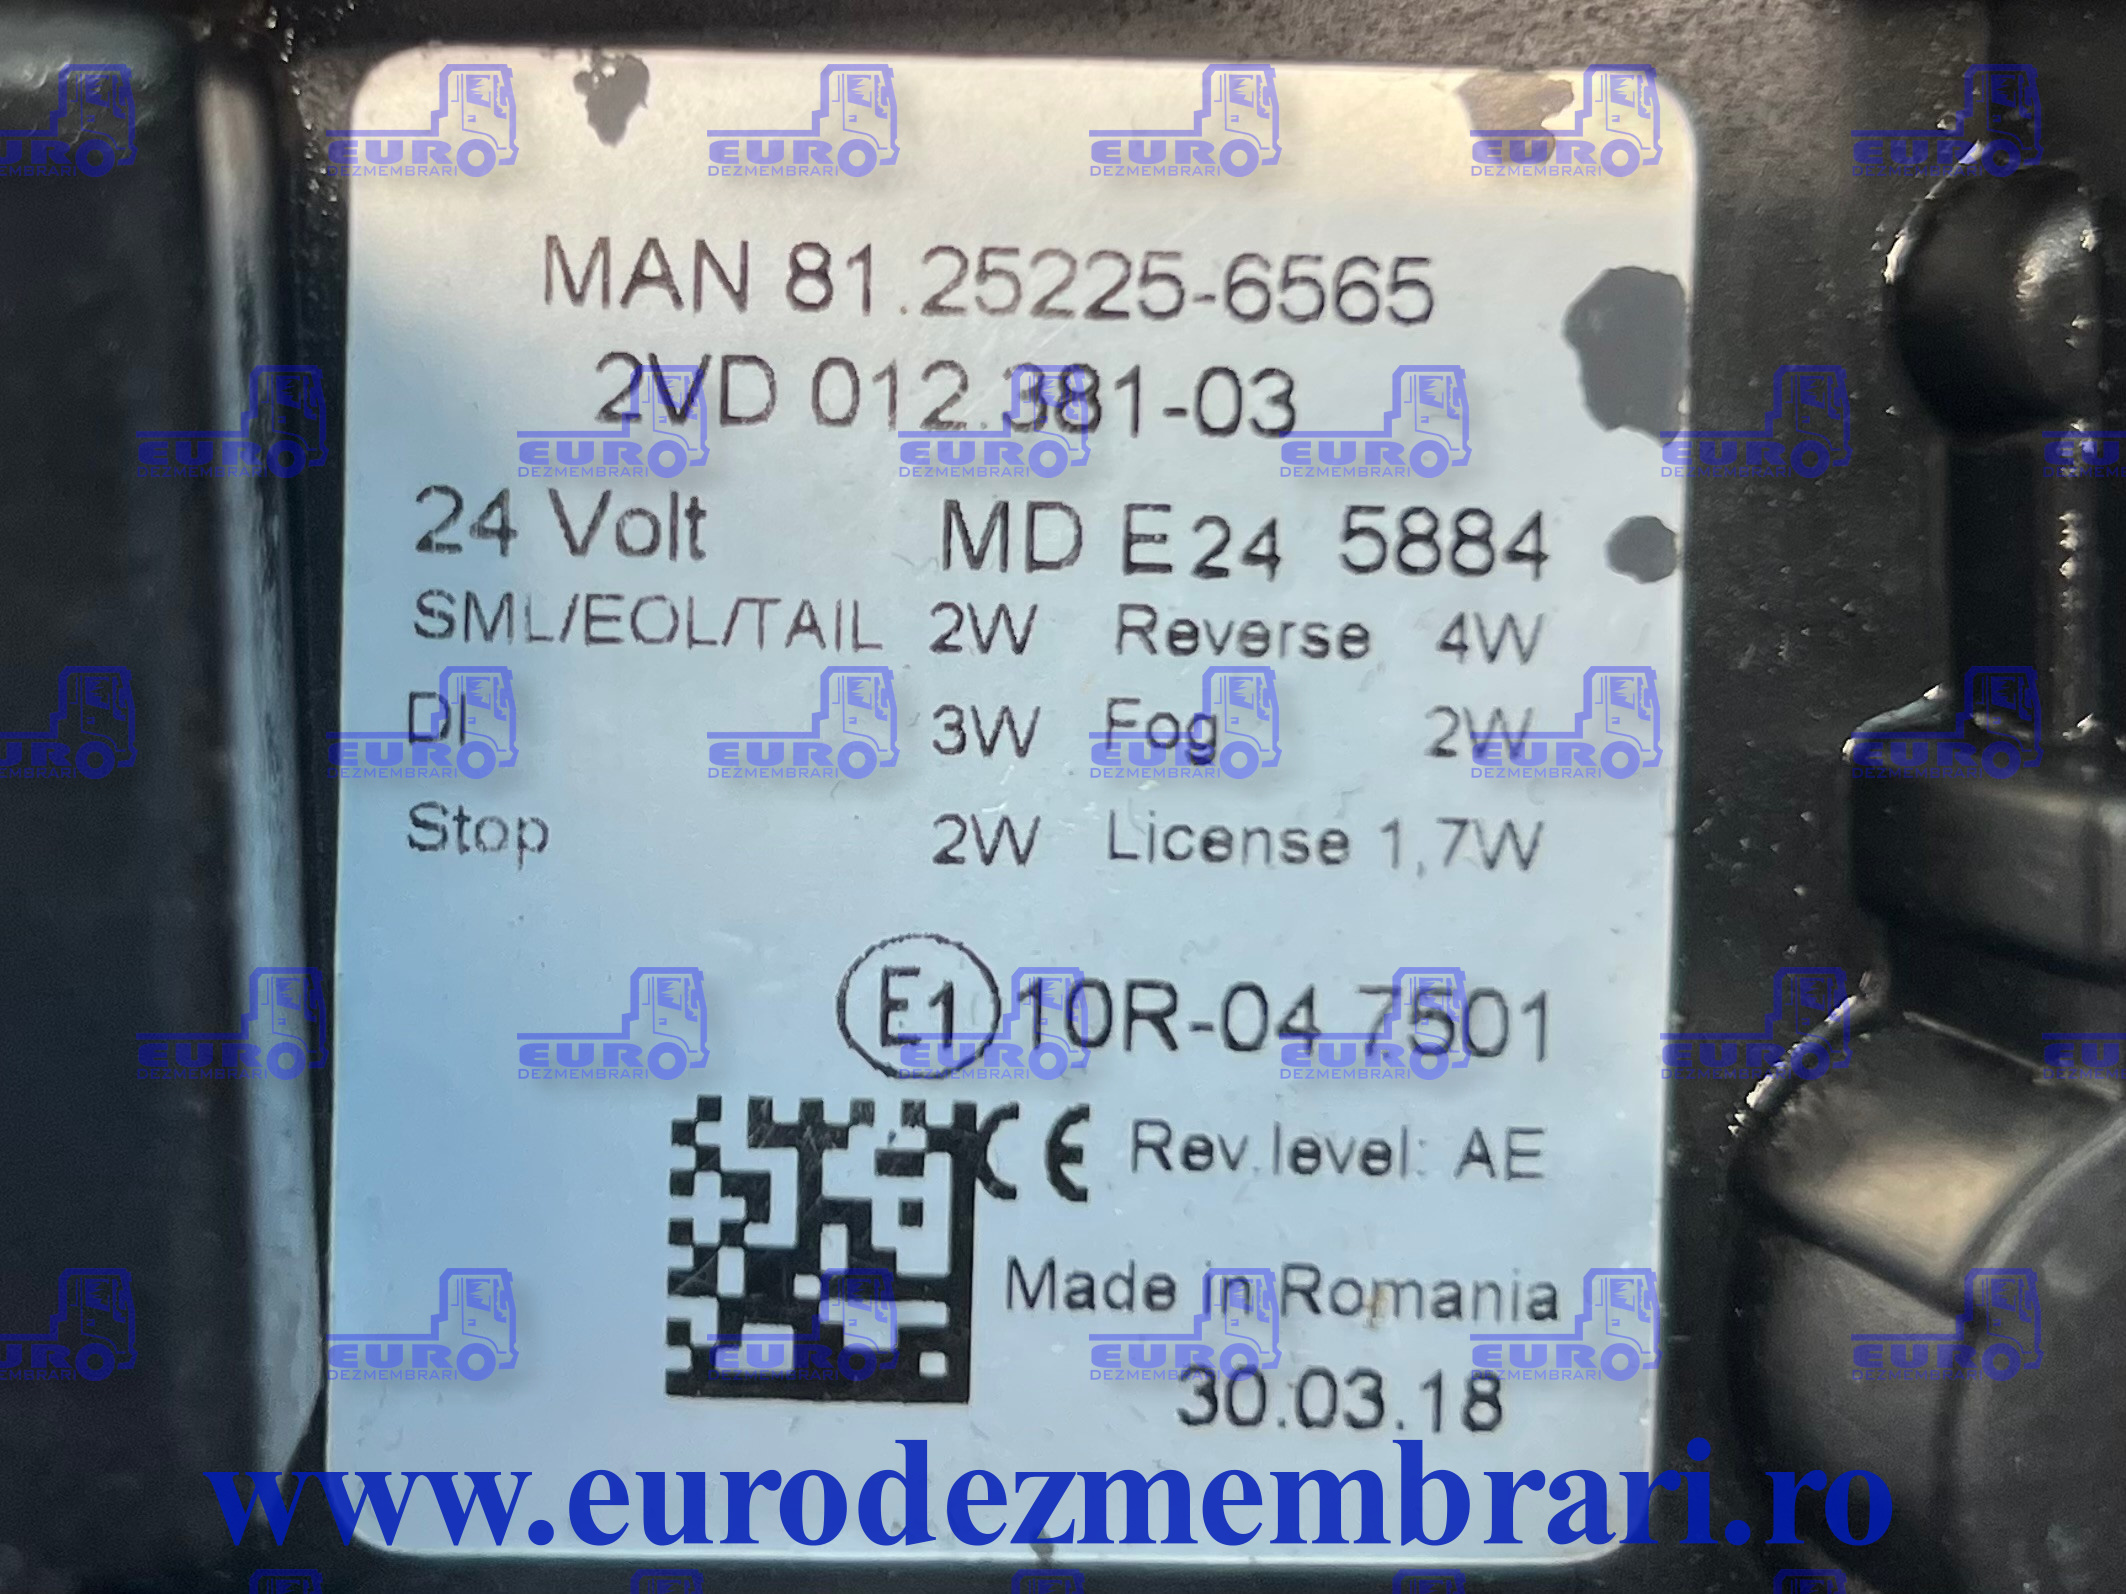 MAN 81.25225-6565
2VD 012.381-03
24 Volt MD E24 5884
SML/EOL/TAIL 2W Reverse 4W
DI 3W Fog 2W
Stop 2W License 1,7W
E1 10R-04 7501
CE Rev.level: AE
Made in Romania
30.03.18
www.eurodezmembrari.ro
EURO
DEZMEMBRARI